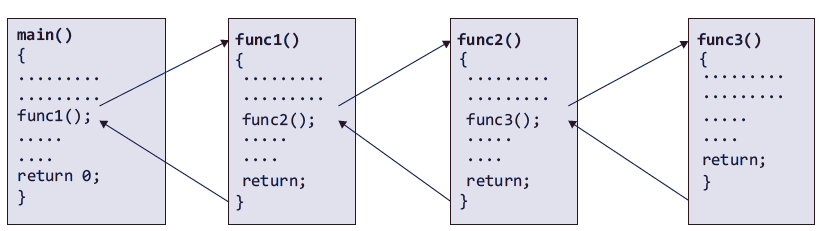 main()
{
.........
.........
func1();
.....
....
return 0;
}
func1()
{
.........
.........
func2();
.....
....
return;
}
func2()
{
.........
.........
func3();
.....
....
return;
}
func3()
{
.........
.........
.....
....
return;
}